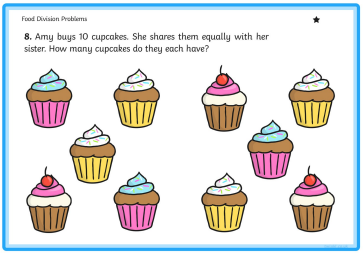 Food Division Problems
8. Amy buys 10 cupcakes. She shares them equally with her
sister. How many cupcakes do they each have?